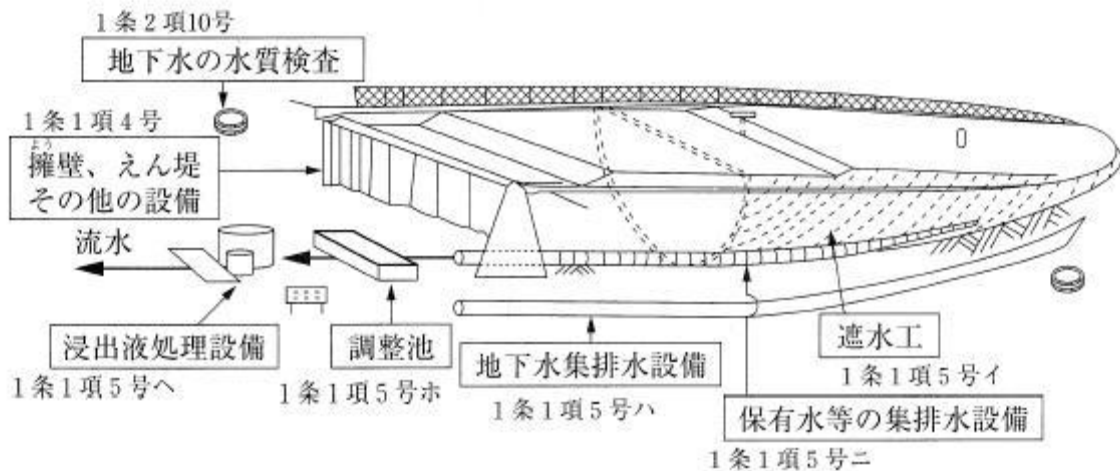 1条2項10号
地下水の水質検査
1条1項4号
よう
擁壁、えん堤
その他の設備
流水
浸出液処理設備
1条1項5号ヘ
調整池
1条1項5号ホ
地下水集排水設備
1条1項5号ハ
遮水工
1条1項5号イ
保有水等の集排水設備
1条1項5号ニ